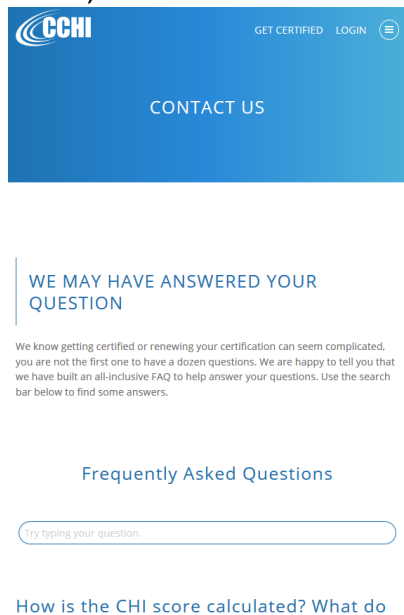 CCHI
GET CERTIFIED LOGIN
CONTACT US
WE MAY HAVE ANSWERED YOUR
QUESTION
We know getting certified or renewing your certification can seem complicated,
you are not the first one to have a dozen questions. We are happy to tell you that
we have built an all-inclusive FAQ to help answer your questions. Use the search
bar below to find some answers.
Frequently Asked Questions
Try typing your question.
How is the CHI score calculated? What do